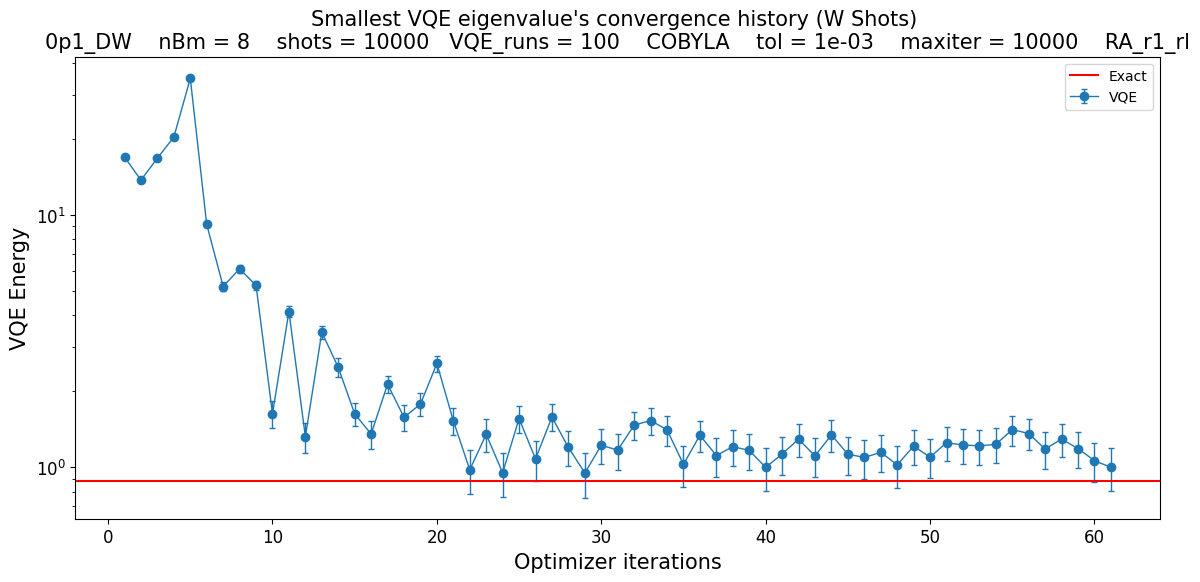 Smallest VQE eigenvalue's convergence history (W Shots)
0p1_DW nBm = 8 shots = 10000 VQE_runs = 100 COBYLA tol = 1e-03 maxiter = 10000 RA_r1_rl
Exact
VQE
VQE Energy
10¹
10⁰
0 10 20 30 40 50 60
Optimizer iterations